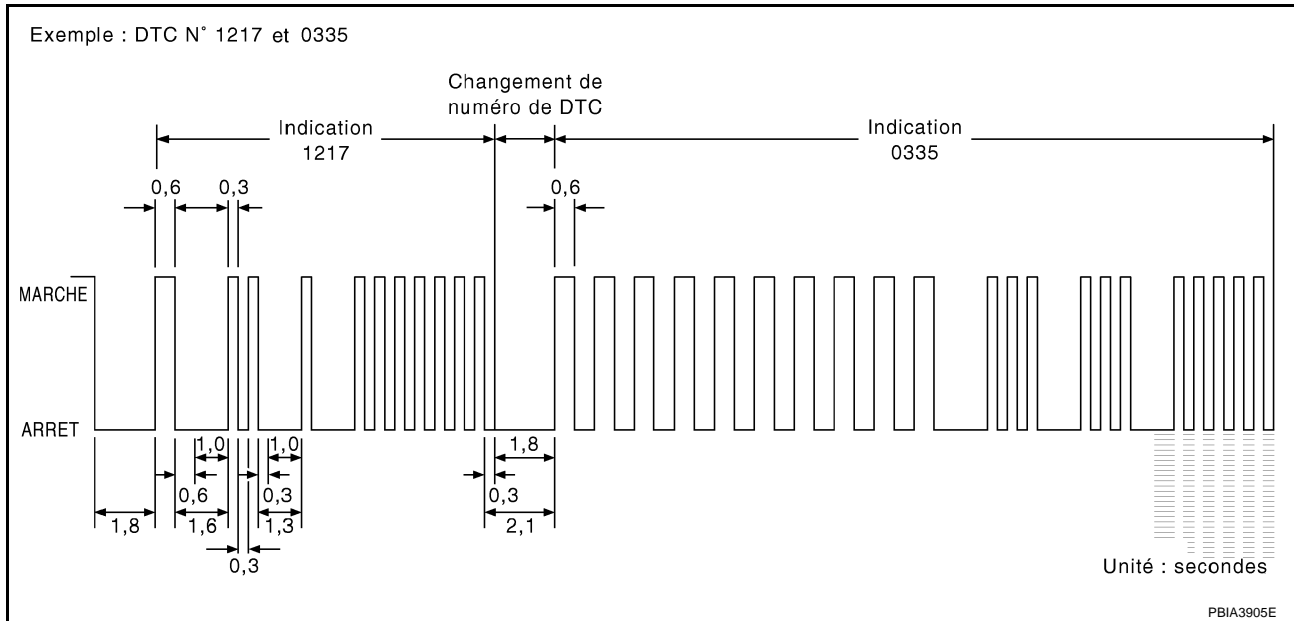 Exemple : DTC N° 1217 et 0335
Changement de
numéro de DTC
Indication
1217
Indication
0335
0,6
0,3
0,6
MARCHE
ARRET
1,0
1,0
1,8
0,6
0,3
0,3
1,8
1,6
1,3
2,1
0,3
Unité : secondes
PBIA3905E